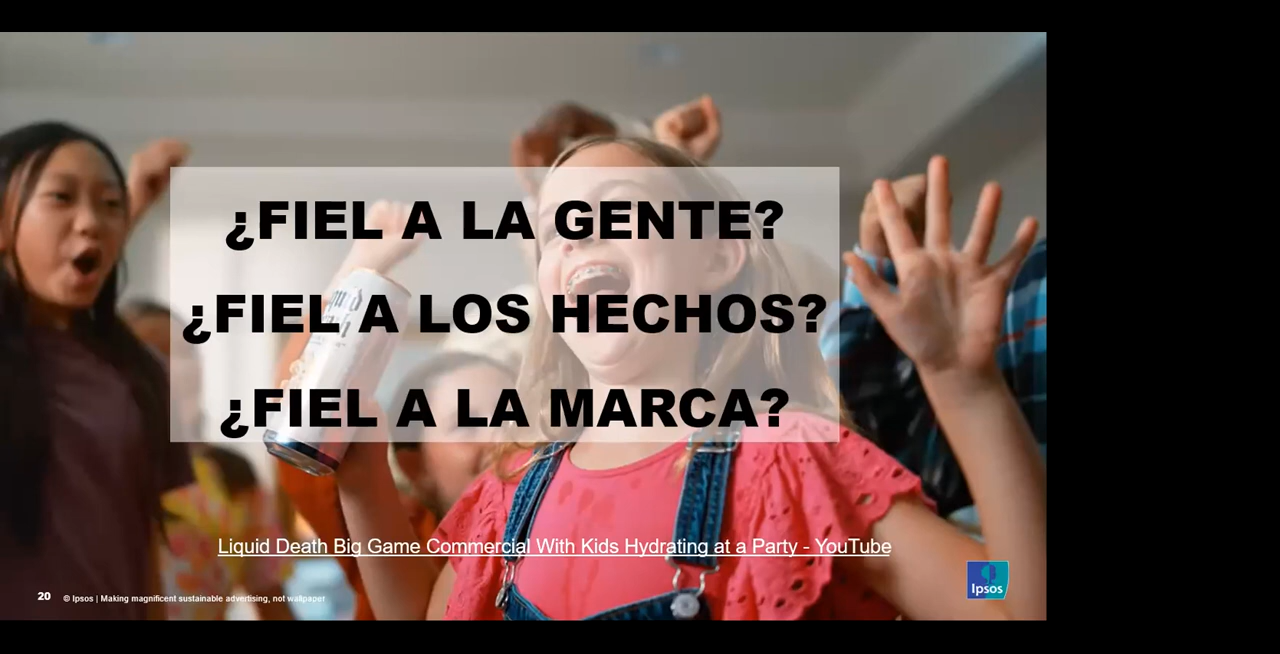 ¿FIEL A LA GENTE?
¿FIEL A LOS HECHOS?
¿FIEL A LA MARCA?
Liquid Death Big Game Commercial With Kids Hydrating at a Party - YouTube
Ipsos
20 © Ipsos | Making magnificent sustainable advertising, not wallpaper